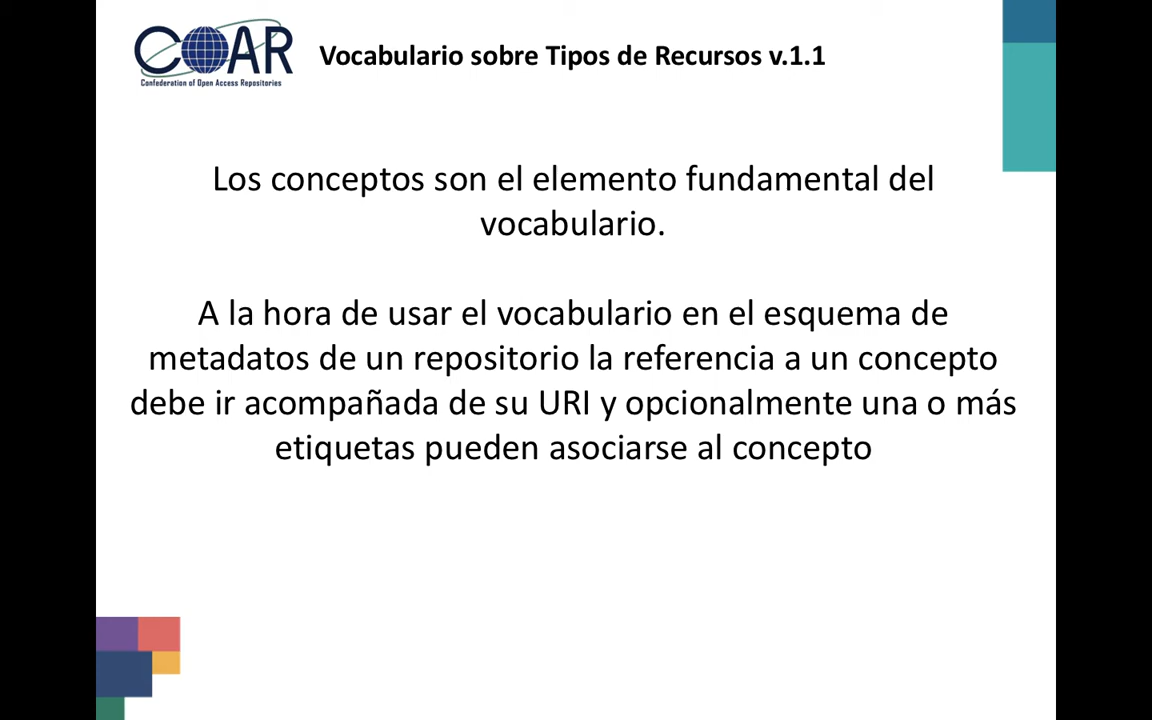 COAR
Confederation of Open Access Repositories
Vocabulario sobre Tipos de Recursos v.1.1
Los conceptos son el elemento fundamental del
vocabulario.
A la hora de usar el vocabulario en el esquema de
metadatos de un repositorio la referencia a un concepto
debe ir acompañada de su URI y opcionalmente una o más
etiquetas pueden asociarse al concepto